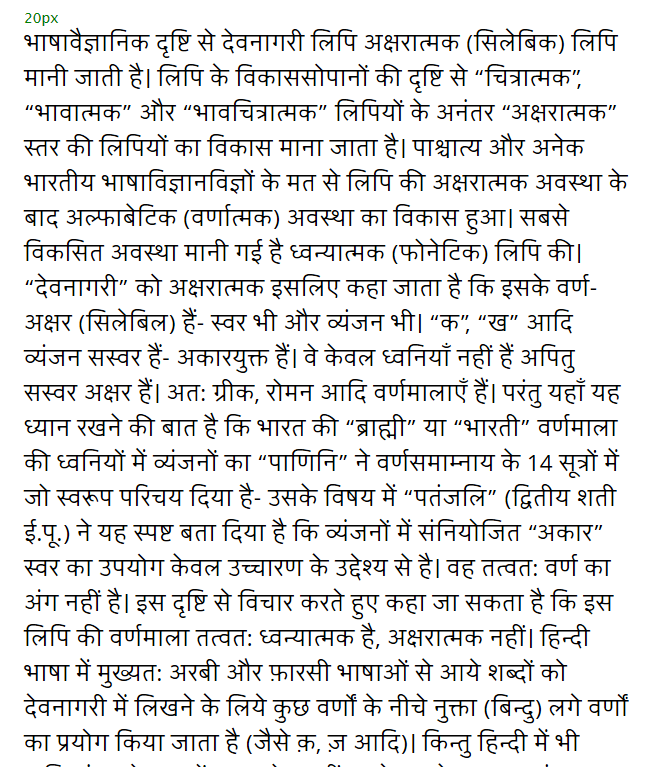 20px
भाषावैज्ञानिक दृष्टि से देवनागरी लिपि अक्षरात्मक (सिलेबिक) लिपि
मानी जाती है। लिपि के विकाससोपानों की दृष्टि से “चित्रात्मक”,
“भावात्मक” और “भावचित्रात्मक” लिपियों के अनंतर “अक्षरात्मक”
स्तर की लिपियों का विकास माना जाता है। पाश्चात्य और अनेक
भारतीय भाषाविज्ञानविज्ञों के मत से लिपि की अक्षरात्मक अवस्था के
बाद अल्फाबेटिक (वर्णात्मक) अवस्था का विकास हुआ। सबसे
विकसित अवस्था मानी गई है ध्वन्यात्मक (फोनेटिक) लिपि की।
“देवनागरी” को अक्षरात्मक इसलिए कहा जाता है कि इसके वर्ण-
अक्षर (सिलेबिल) हैं- स्वर भी और व्यंजन भी। “क”, “ख” आदि
व्यंजन सस्वर हैं- अकारयुक्त हैं। वे केवल ध्वनियाँ नहीं हैं अपितु
सस्वर अक्षर हैं। अत: ग्रीक, रोमन आदि वर्णमालाएँ हैं। परंतु यहाँ यह
ध्यान रखने की बात है कि भारत की “ब्राह्मी” या “भारती” वर्णमाला
की ध्वनियों में व्यंजनों का “पाणिनि” ने वर्णसमाम्नाय के 14 सूत्रों में
जो स्वरूप परिचय दिया है- उसके विषय में “पतंजलि” (द्वितीय शती
ई.पू.) ने यह स्पष्ट बता दिया है कि व्यंजनों में संनियोजित “अकार”
स्वर का उपयोग केवल उच्चारण के उद्देश्य से है। वह तत्वत: वर्ण का
अंग नहीं है। इस दृष्टि से विचार करते हुए कहा जा सकता है कि इस
लिपि की वर्णमाला तत्वत: ध्वन्यात्मक है, अक्षरात्मक नहीं। हिन्दी
भाषा में मुख्यत: अरबी और फ़ारसी भाषाओं से आये शब्दों को
देवनागरी में लिखने के लिये कुछ वर्णों के नीचे नुक्ता (बिन्दु) लगे वर्णों
का प्रयोग किया जाता है (जैसे क़, ज़ आदि)। किन्तु हिन्दी में भी